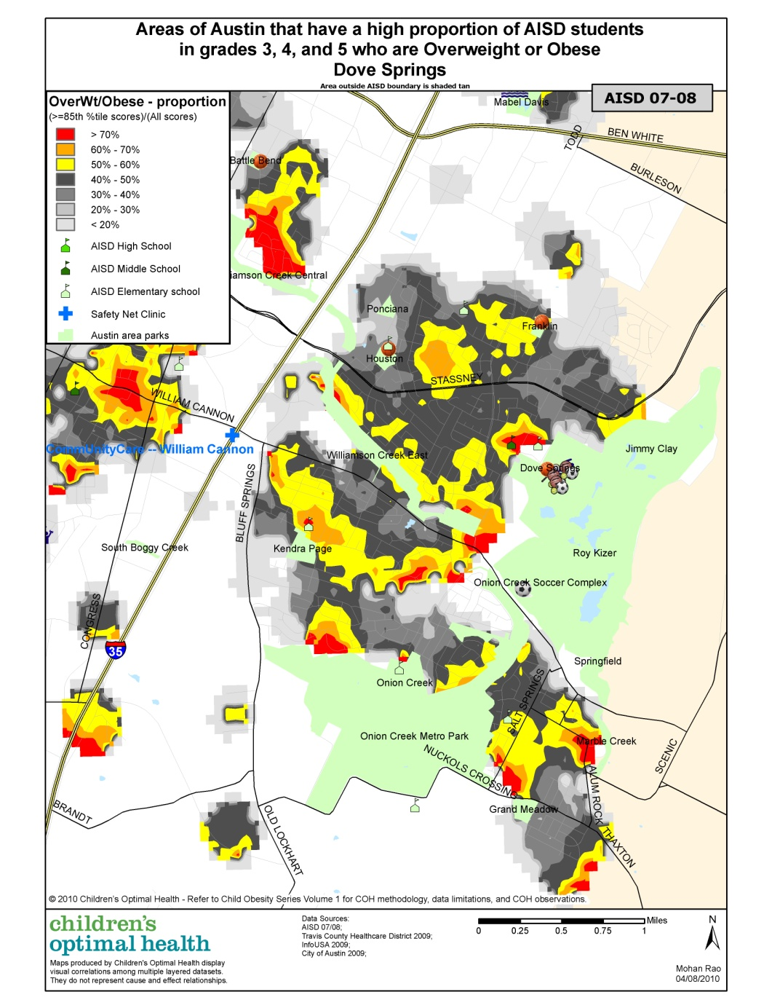 Areas of Austin that have a high proportion of AISD students
in grades 3, 4, and 5 who are Overweight or Obese
Dove Springs
Area outside AISD boundary is shaded tan
AISD 07-08
OverWt/Obese - proportion
(>=85th %tile scores)/(All scores)
> 70%
60% - 70%
50% - 60%
40% - 50%
30% - 40%
20% - 30%
< 20%
AISD High School
AISD Middle School
AISD Elementary school
Safety Net Clinic
Austin area parks
Mabel Davis
TODD
BEN WHITE
BURLESON
Battle Bend
iamson Creek Central
Ponciana
Franklin
Houston
STASSNEY
WILLIAM CANNON
CommUnityCare -- William Cannon
Williamson Creek East
Jimmy Clay
Dove Springs
BLUFF SPRINGS
South Boggy Creek
Kendra Page
Roy Kizer
Onion Creek Soccer Complex
CONGRESS
35
Springfield
Onion Creek
SALT SPRINGS
Onion Creek Metro Park
Marble Creek
NUCKOLS CROSSING
SCENIC
ALUM ROCK
Grand Meadow
BRANDT
OLD LOCKHART
THAXTON
© 2010 Children's Optimal Health - Refer to Child Obesity Series Volume 1 for COH methodology, data limitations, and COH observations.
children's
optimal health
Maps produced by Children's Optimal Health display
visual correlations among multiple layered datasets.
They do not represent cause and effect relationships.
Data Sources:
AISD 07/08;
Travis County Healthcare District 2009;
InfoUSA 2009;
City of Austin 2009;
Miles
0 0.25 0.5 0.75 1
N
Mohan Rao
04/08/2010